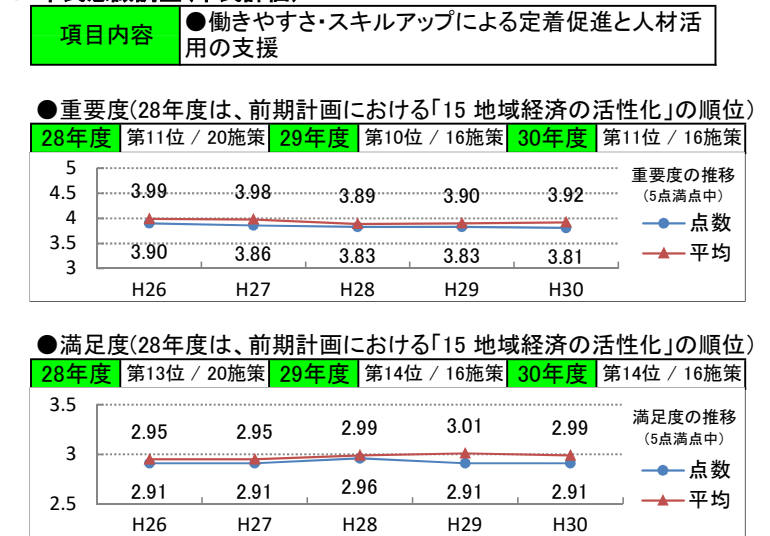 項目内容
●働きやすさ・スキルアップによる定着促進と人材活
用の支援
●重要度(28年度は、前期計画における「15 地域経済の活性化」の順位)
28年度 第11位 / 20施策 29年度 第10位 / 16施策 30年度 第11位 / 16施策
5
4.5
4
3.5
3
3.99 3.98 3.89 3.90 3.92
3.90 3.86 3.83 3.83 3.81
H26 H27 H28 H29 H30
重要度の推移
(5点満点中)
点数
平均
●満足度(28年度は、前期計画における「15 地域経済の活性化」の順位)
28年度 第13位 / 20施策 29年度 第14位 / 16施策 30年度 第14位 / 16施策
3.5
3
2.5
2.95 2.95 2.99 3.01 2.99
2.91 2.91 2.96 2.91 2.91
H26 H27 H28 H29 H30
満足度の推移
(5点満点中)
点数
平均